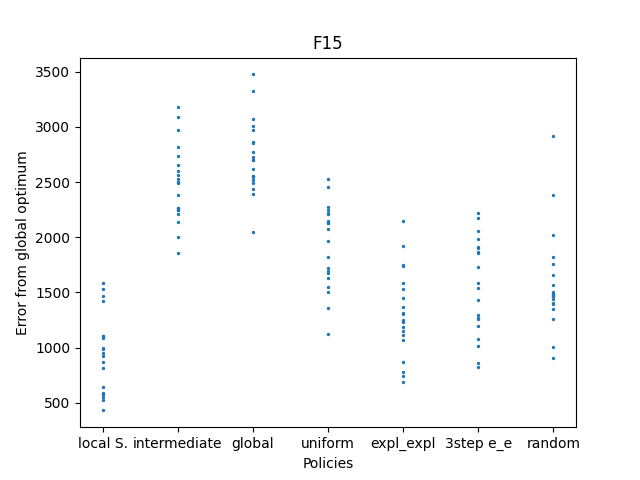 F15
Error from global optimum
3500
3000
2500
2000
1500
1000
500
local S. intermediate global uniform expl_expl 3step e_e random
Policies